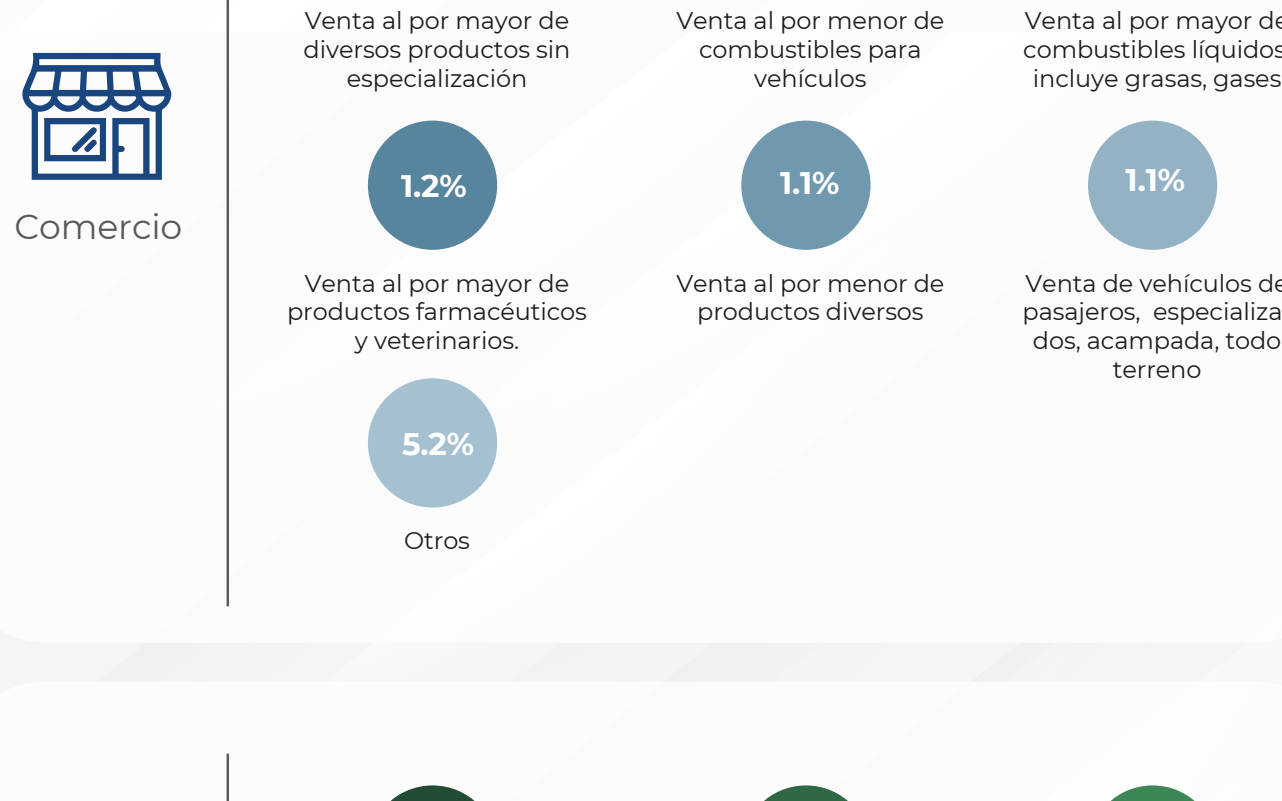 Venta al por mayor de
diversos productos sin
especialización
Venta al por menor de
combustibles para
vehículos
Venta al por mayor de
combustibles líquidos
incluye grasas, gases
Comercio
1.2%
1.1%
1.1%
Venta al por mayor de
productos farmacéuticos
y veterinarios.
Venta al por menor de
productos diversos
Venta de vehículos de
pasajeros,  especializa
dos, acampada, todo
terreno
5.2%
Otros